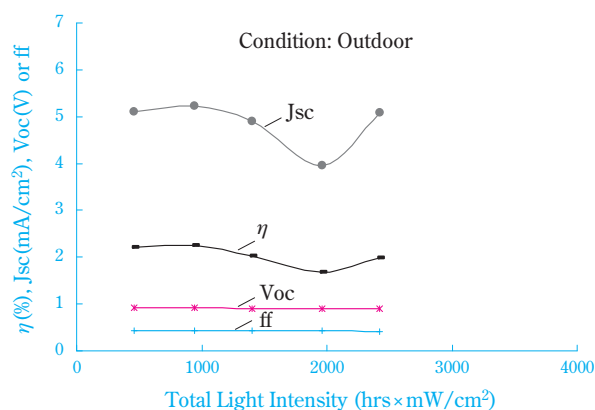 η(%), Jsc(mA/cm²), Voc(V) or ff
7
6
5
4
3
2
1
0
Condition: Outdoor
Jsc
η
Voc
ff
0
1000
2000
3000
4000
Total Light Intensity (hrs×mW/cm²)